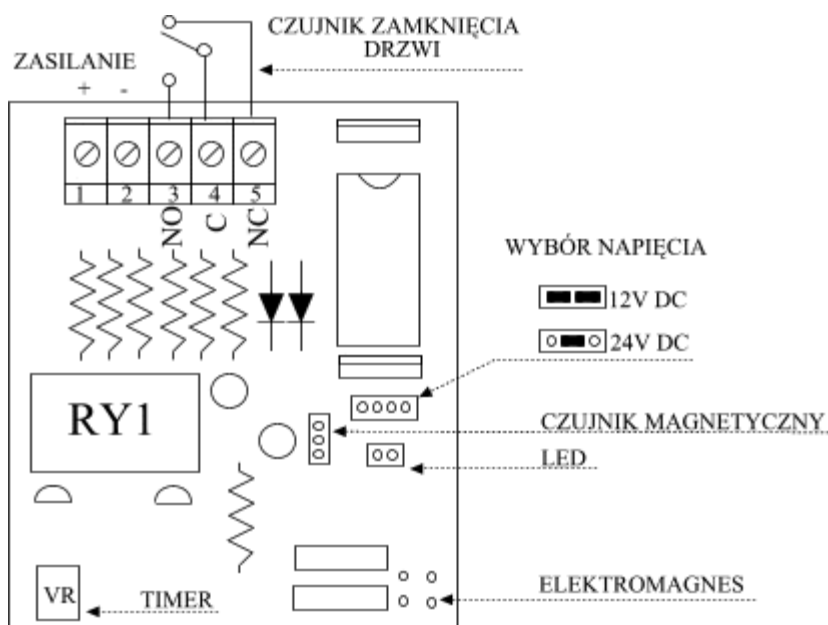 CZUJNIK ZAMKNIĘCIA
DRZWI
ZASILANIE
+ -
1 2 3 4 5
NO C NC
WYBÓR NAPIĘCIA
12V DC
24V DC
RY1
CZUJNIK MAGNETYCZNY
LED
ELEKTROMAGNES
VR
TIMER